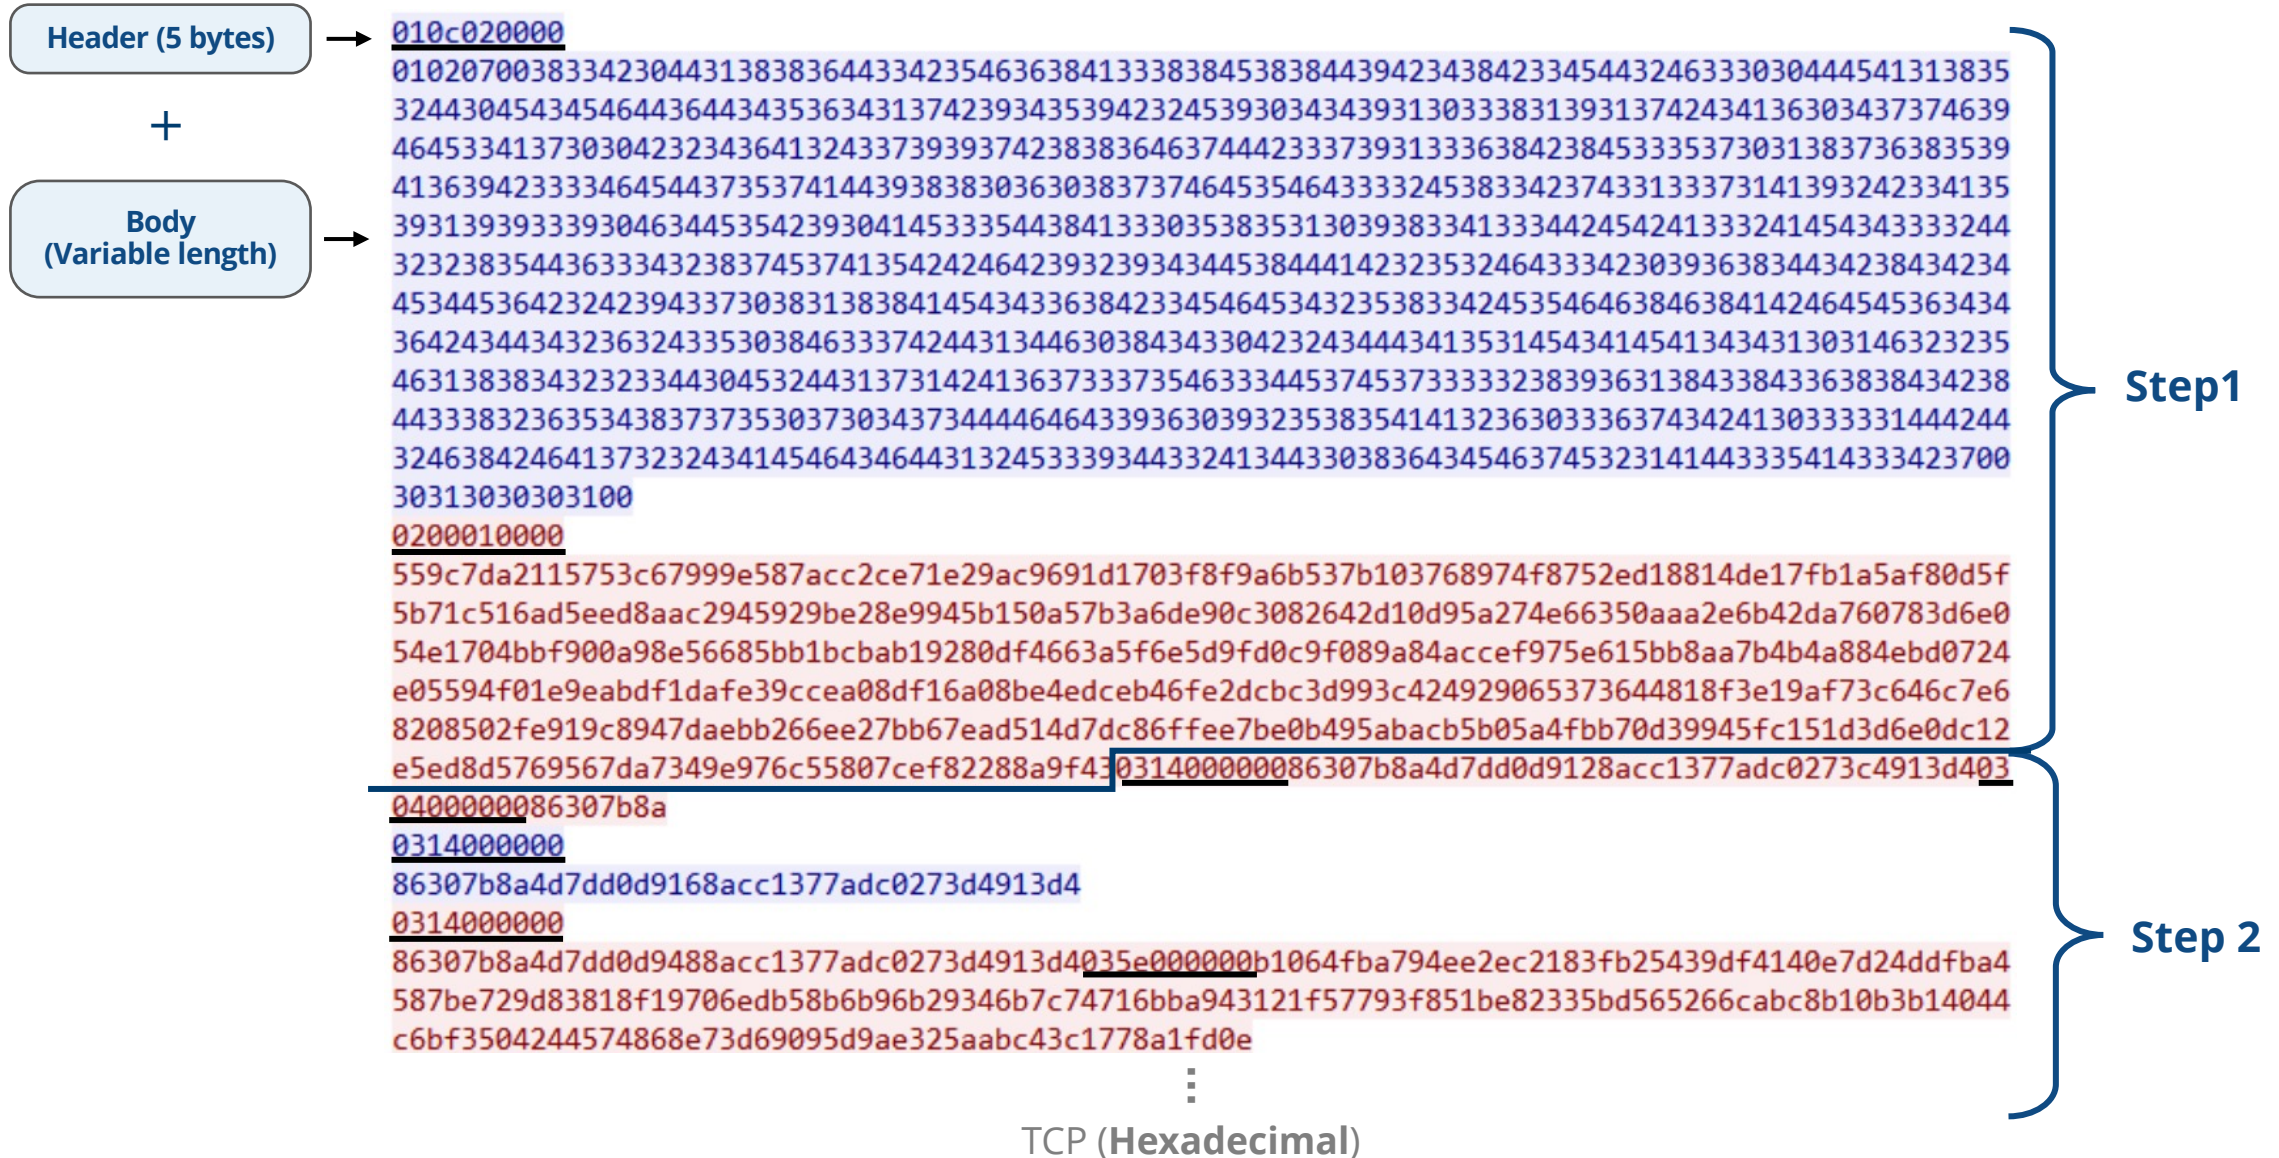 Header (5 bytes)
+
Body
(Variable length)
010c020000
0102070038334230443138383644334235463638413338384538384439423438423345443246333030444541313835
3244304543454644364434353634313742393435394232453930343439313033383139313742434136303437374639
4645334137303042323436413243373939374238383646374442333739313336384238453335373031383736383539
4136394233334645443735374144393838303630383737464535464333324538334237433133373141393242334135
3931393933393046344535423930414533354438413330353835313039383341333442454241333241454343333244
3232383544363334323837453741354242464239323934344538444142323532464333423039363834434238434234
4534453642324239433730383138384145434336384233454645343235383342453546463846384142464545363434
3642434434323632433530384633374244313446303843433042324344434135314543414541343431303146323235
4631383834323233443045324431373142413637333735463334453745373333323839363138433843363838434238
4433383236353438373735303730343734444646433936303932353835414132363033363743424130333331444244
3246384246413732324341454643464431324533393443324134433038364345463745323141443335414333423700
30313030303100
0200010000
559c7da2115753c67999e587acc2ce71e29ac9691d1703f8f9a6b537b103768974f8752ed18814de17fb1a5af80d5f
5b71c516ad5eed8aac2945929be28e9945b150a57b3a6de90c3082642d10d95a274e66350aaa2e6b42da760783d6e0
54e1704bbf900a98e56685bb1bcbab19280df4663a5f6e5d9fd0c9f089a84accef975e615bb8aa7b4b4a884ebd0724
e05594f01e9eabdf1dafe39ccea08df16a08be4edceb46fe2dcbc3d993c424929065373644818f3e19af73c646c7e6
8208502fe919c8947daebb266ee27bb67ead514d7dc86ffee7be0b495abacb5b05a4fbb70d39945fc151d3d6e0dc12
e5ed8d5769567da7349e976c55807cef82288a9f43031400000086307b8a4d7dd0d9128acc1377adc0273c4913d403
0400000086307b8a
0314000000
86307b8a4d7dd0d9168acc1377adc0273d4913d4
0314000000
86307b8a4d7dd0d9488acc1377adc0273d4913d4035e000000b1064fba794ee2ec2183fb25439df4140e7d24ddfba4
587be729d83818f19706edb58b6b96b29346b7c74716bba943121f57793f851be82335bd565266cabc8b10b3b14044
c6bf3504244574868e73d69095d9ae325aabc43c1778a1fd0e
Step1
Step 2
TCP (Hexadecimal)